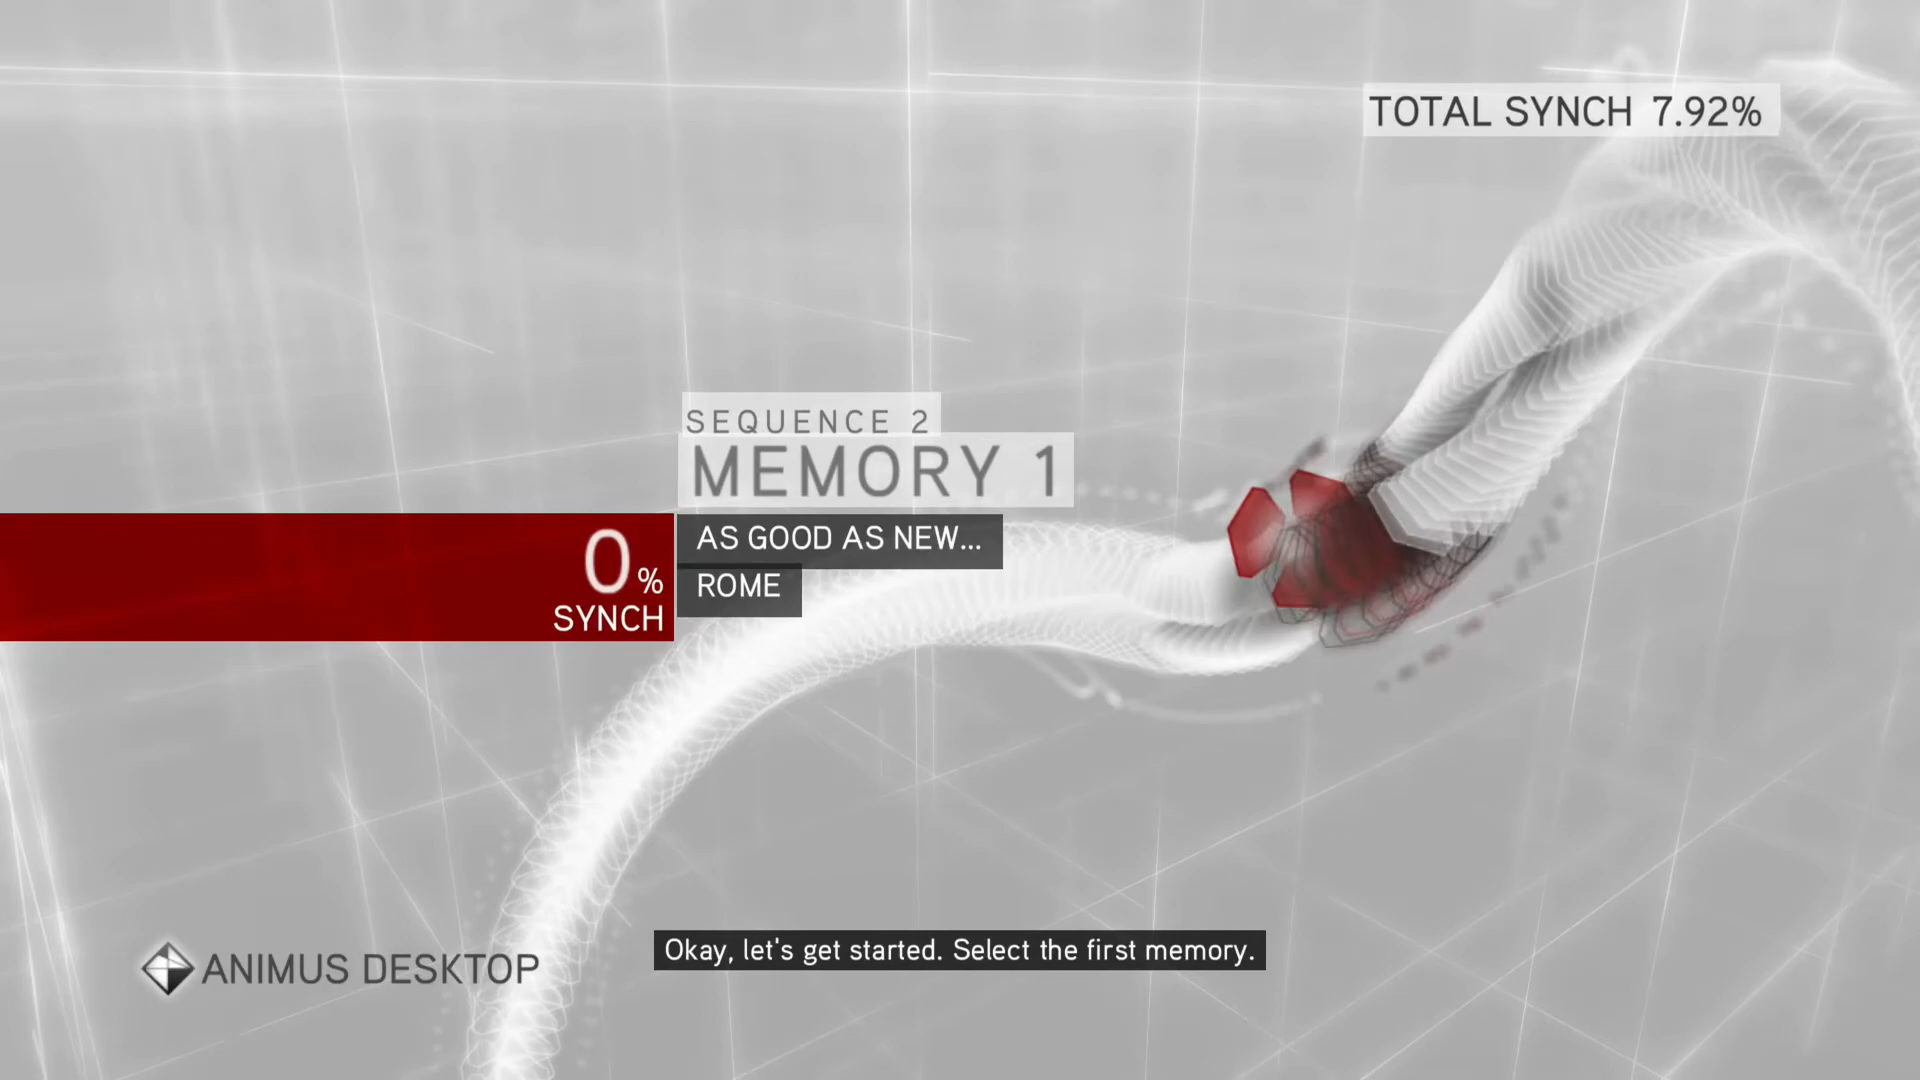 TOTAL SYNCH 7.92%
SEQUENCE 2
MEMORY 1
0%
SYNCH
AS GOOD AS NEW...
ROME
Okay, let's get started. Select the first memory.
ANIMUS DESKTOP